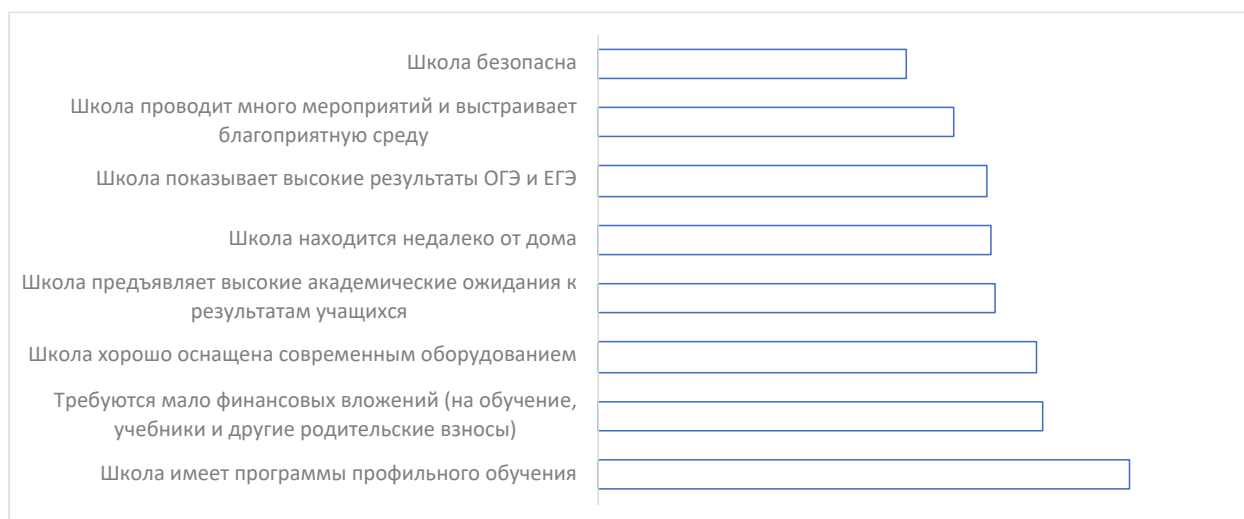 Школа безопасна
Школа проводит много мероприятий и выстраивает
благоприятную среду
Школа показывает высокие результаты ОГЭ и ЕГЭ
Школа находится недалеко от дома
Школа предъявляет высокие академические ожидания к
результатам учащихся
Школа хорошо оснащена современным оборудованием
Требуются мало финансовых вложений (на обучение,
учебники и другие родительские взносы)
Школа имеет программы профильного обучения